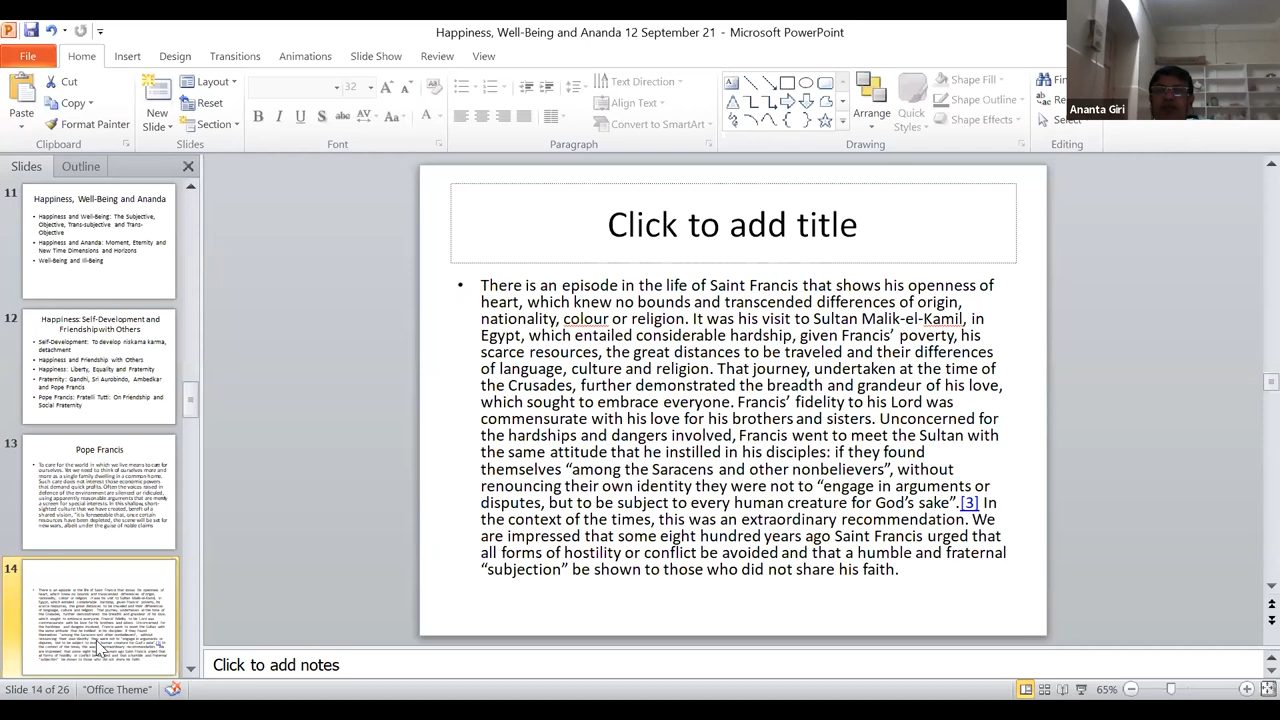 Happiness, Well-Being and Ananda 12 September 21 - Microsoft PowerPoint
File
Home
Insert
Design
Transitions
Animations
Slide Show
Review
View
Cut
Copy
Format Painter
Paste
Clipboard
New
Slide
Layout
Reset
Section
Slides
32
Font
Text Direction
Align Text
Convert to SmartArt
Paragraph
Arrange
Quick
Styles
Shape Fill
Shape Outline
Shape Effects
Drawing
Select
Editing
Ananta Giri
Slides
Outline
11
Happiness, Well-Being and Ananda
• Happiness and Well-Being: The Subjective,
Objective, Trans-subjective and Trans-
Objective
• Happiness and Ananda: Moment, Eternity and
New Time Dimensions and Horizons
• Well-Being and Ill-Being
12
Happiness: Self-Development and
Friendship with Others
• Self-Development: To develop niskama karma,
detachment
• Happiness and Friendship with Others
• Happiness: Liberty, Equality and Fraternity
• Fraternity: Gandhi, Sri Aurobindo, Ambedkar
and Pope Francis
• Pope Francis: Fratelli Tutti: On Friendship and
Social Fraternity
13
Pope Francis
14
Click to add title
• There is an episode in the life of Saint Francis that shows his openness of
heart, which knew no bounds and transcended differences of origin,
nationality, colour or religion. It was his visit to Sultan Malik-el-Kamil, in
Egypt, which entailed considerable hardship, given Francis’ poverty, his
scarce resources, the great distances to be traveled and their differences
of language, culture and religion. That journey, undertaken at the time of
the Crusades, further demonstrated the breadth and grandeur of his love,
which sought to embrace everyone. Francis’ fidelity to his Lord was
commensurate with his love for his brothers and sisters. Unconcerned for
the hardships and dangers involved, Francis went to meet the Sultan with
the same attitude that he instilled in his disciples: if they found
themselves “among the Saracens and other nonbelievers”, without
renouncing their own identity they were not to “engage in arguments or
disputes, but to be subject to every human creature for God’s sake”.[3] In
the context of the times, this was an extraordinary recommendation. We
are impressed that some eight hundred years ago Saint Francis urged that
all forms of hostility or conflict be avoided and that a humble and fraternal
“subjection” be shown to those who did not share his faith.
Click to add notes
Slide 14 of 26
"Office Theme"
65%